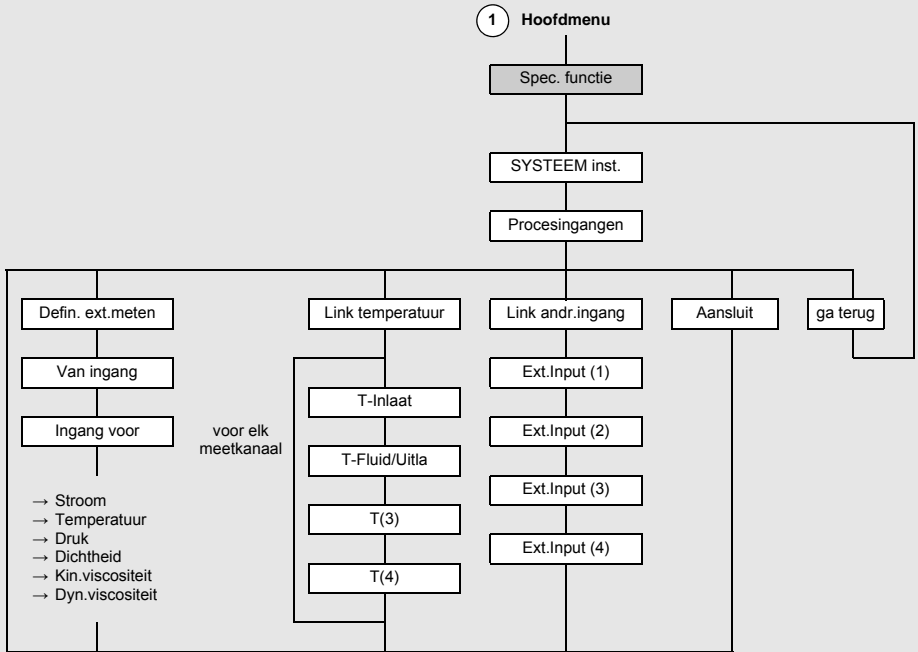 1 Hoofdmenu
Spec. functie
SYSTEEM inst.
Procesingangen
Defin. ext.meten
Link temperatuur
Link andr.ingang
Aansluit
ga terug
Van ingang
Ingang voor
→ Stroom
→ Temperatuur
→ Druk
→ Dichtheid
→ Kin.viscositeit
→ Dyn.viscositeit
voor elk
meetkanaal
T-Inlaat
T-Fluid/Uitla
T(3)
T(4)
Ext.Input (1)
Ext.Input (2)
Ext.Input (3)
Ext.Input (4)